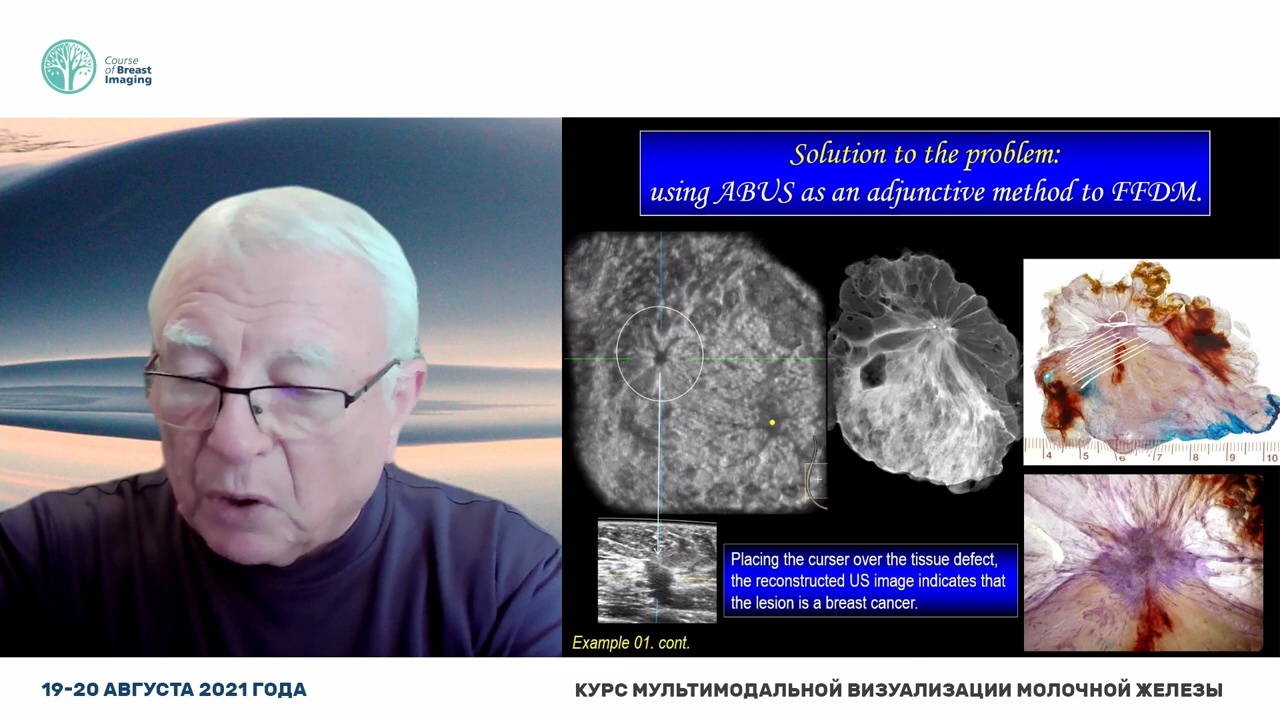 Course
of Breast
Imaging
Solution to the problem:
using ABUS as an adjunctive method to FFDM.
4 5 6 7 8 9 10
Placing the curser over the tissue defect,
the reconstructed US image indicates that
the lesion is a breast cancer.
Example 01. cont.
19-20 АВГУСТА 2021 ГОДА
КУРС МУЛЬТИМОДАЛЬНОЙ ВИЗУАЛИЗАЦИИ МОЛОЧНОЙ ЖЕЛЕЗЫ